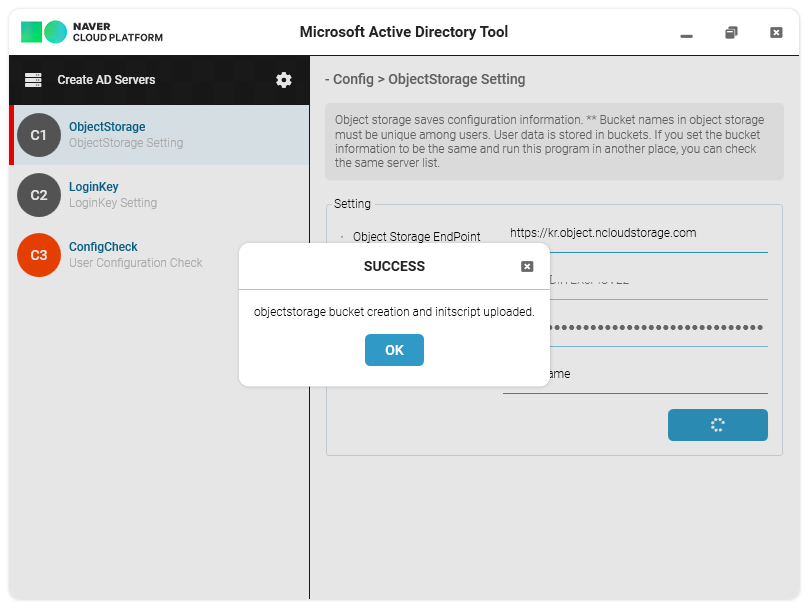 NAVER
CLOUD PLATFORM
Microsoft Active Directory Tool
Create AD Servers
C1
ObjectStorage
ObjectStorage Setting
C2
LoginKey
LoginKey Setting
C3
ConfigCheck
User Configuration Check
- Config > ObjectStorage Setting
Object storage saves configuration information. ** Bucket names in object storage
must be unique among users. User data is stored in buckets. If you set the bucket
information to be the same and run this program in another place, you can check
the same server list.
Setting
· Object Storage EndPoint
https://kr.object.ncloudstorage.com
SUCCESS
objectstorage bucket creation and initscript uploaded.
OK